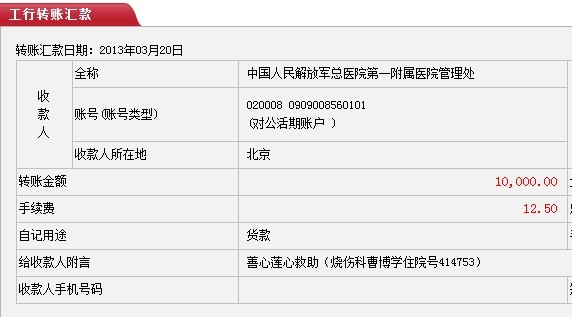 工行转账汇款
转账汇款日期：2013年03月20日
收款人
全称 中国人民解放军总医院第一附属医院管理处
账号(账号类型) 020008 0909008560101
(对公活期账户 )
收款人所在地 北京
转账金额 10,000.00
手续费 12.50
自记用途 货款
给收款人附言 善心莲心救助（烧伤科曹博学住院号414753）
收款人手机号码